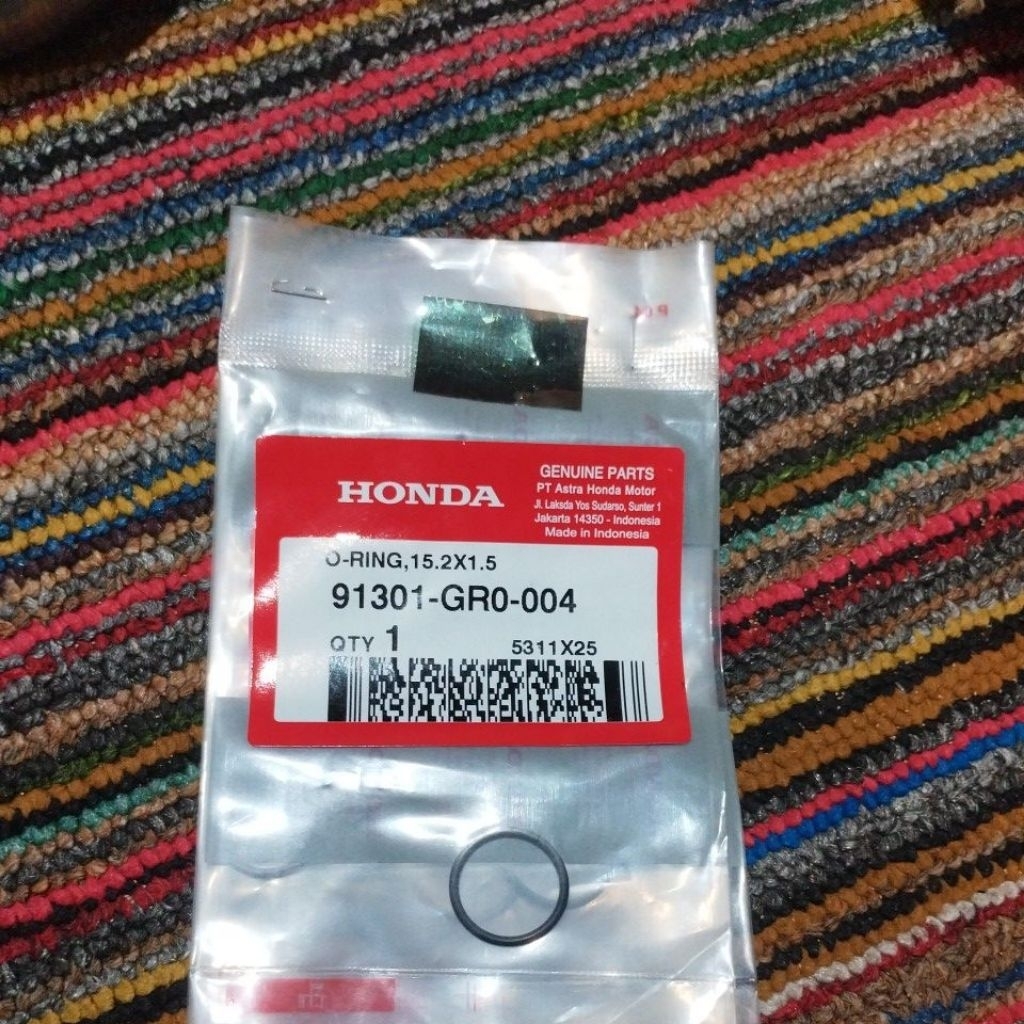 HONDA
GENUINE PARTS
PT Astra Honda Motor
Jl. Laksda Yos Sudarso, Sunter 1
Jakarta 14350 - Indonesia
Made in Indonesia
O-RING,15.2X1.5
91301-GR0-004
QTY 1
5311X25